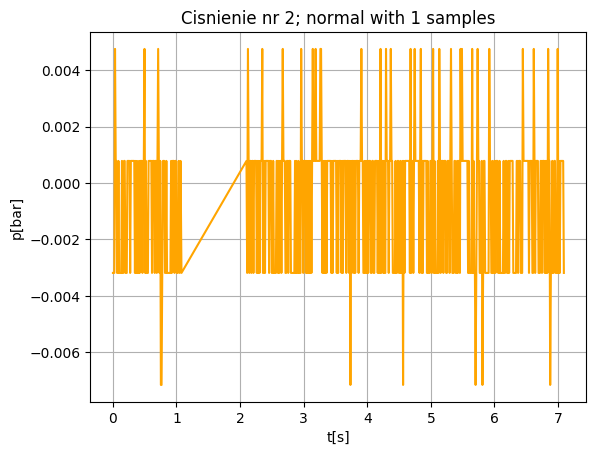 Cisnienie nr 2; normal with 1 samples
p[bar]
0.004
0.002
0.000
−0.002
−0.004
−0.006
0 1 2 3 4 5 6 7
t[s]